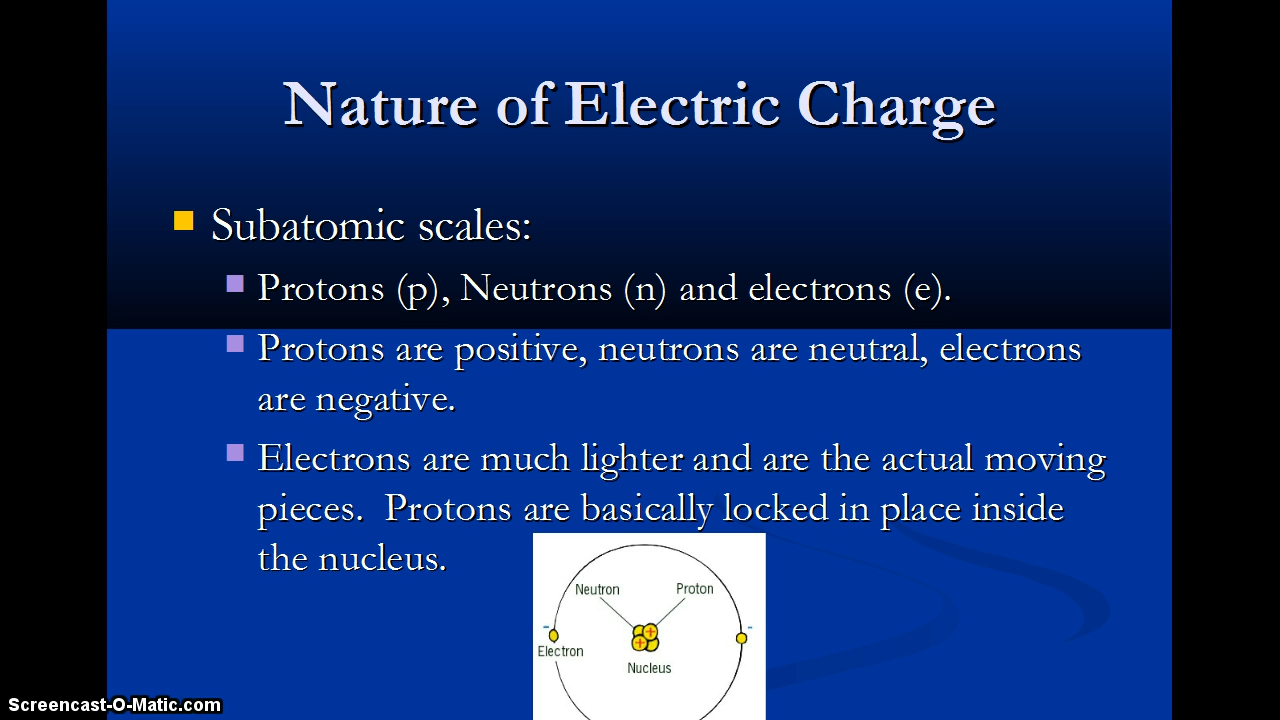 Nature of Electric Charge
Subatomic scales:
Protons (p), Neutrons (n) and electrons (e).
Protons are positive, neutrons are neutral, electrons
are negative.
Electrons are much lighter and are the actual moving
pieces.  Protons are basically locked in place inside
the nucleus.
Neutron Proton
- -
+
+
Electron
Nucleus
Screencast-O-Matic.com